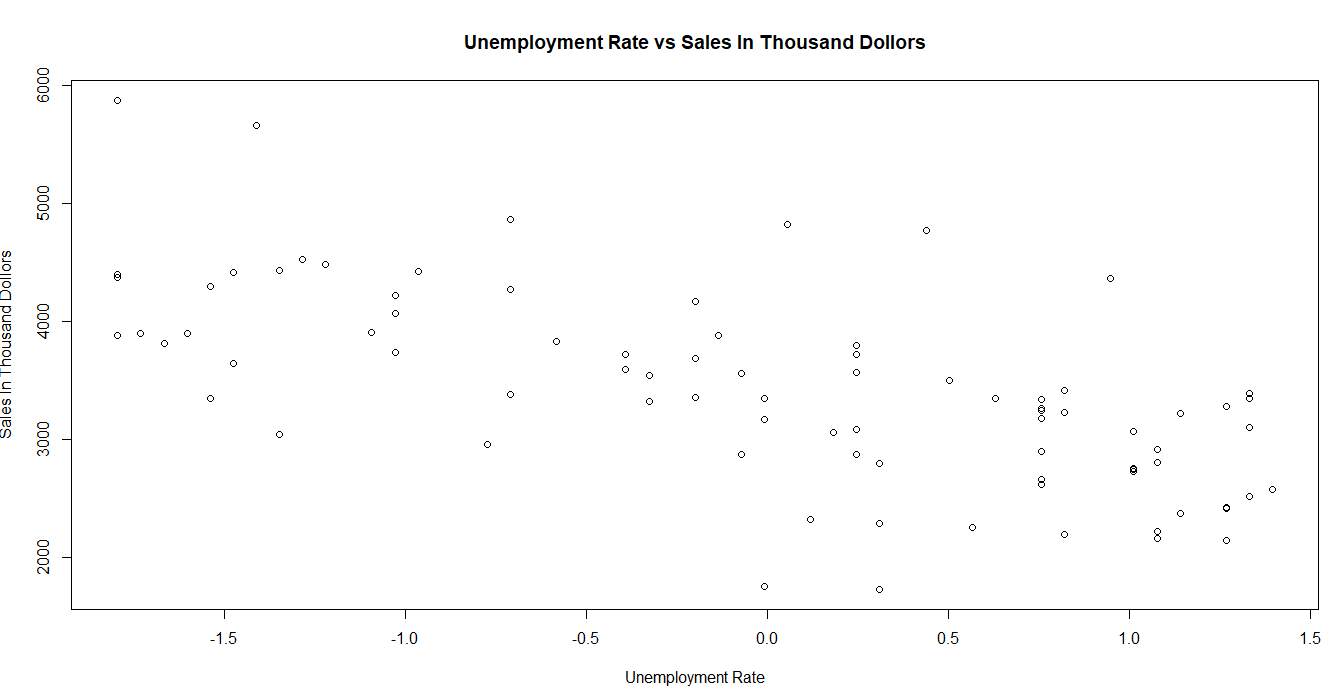 Unemployment Rate vs Sales In Thousand Dollors
Sales In Thousand Dollors
6000
5000
4000
3000
2000
-1.5 -1.0 -0.5 0.0 0.5 1.0 1.5
Unemployment Rate